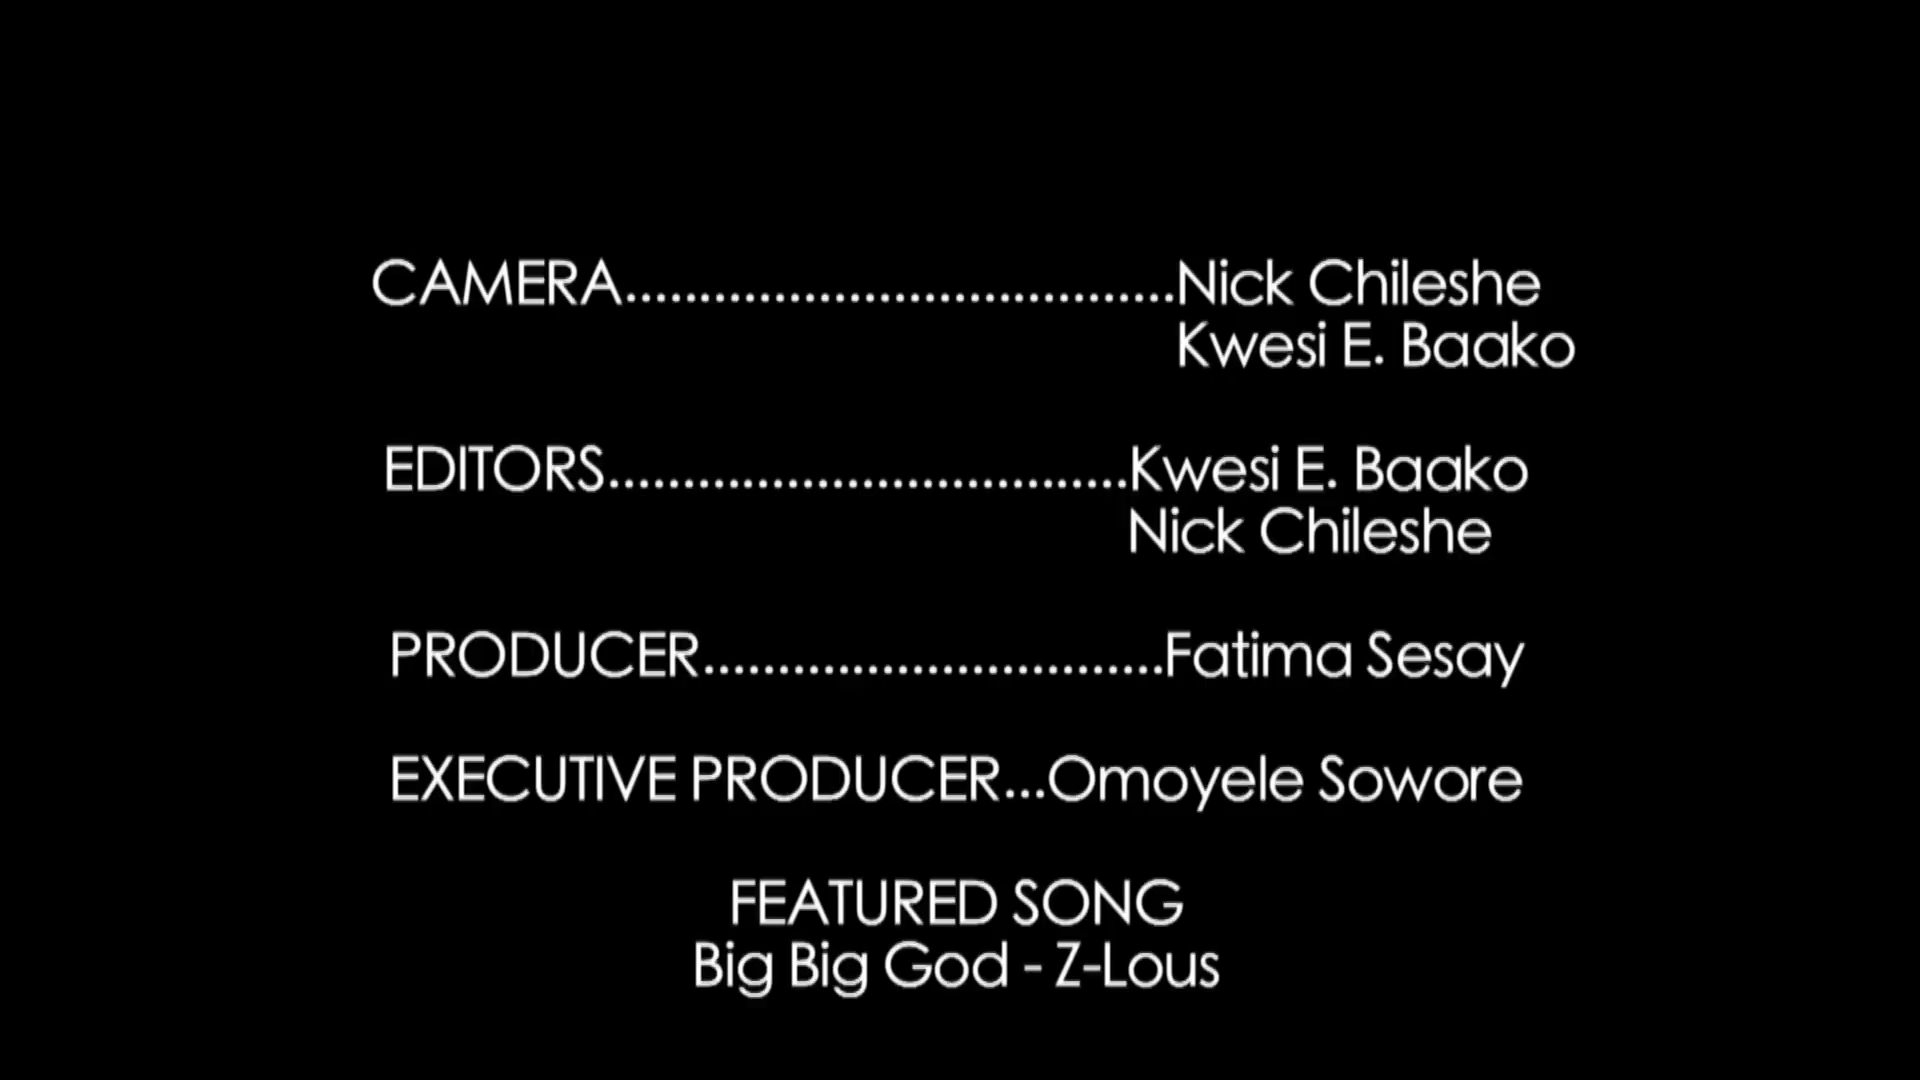 CAMERA.....................................Nick Chileshe
Kwesi E. Baako
EDITORS...................................Kwesi E. Baako
Nick Chileshe
PRODUCER...............................Fatima Sesay
EXECUTIVE PRODUCER...Omoyele Sowore
FEATURED SONG
Big Big God - Z-Lous